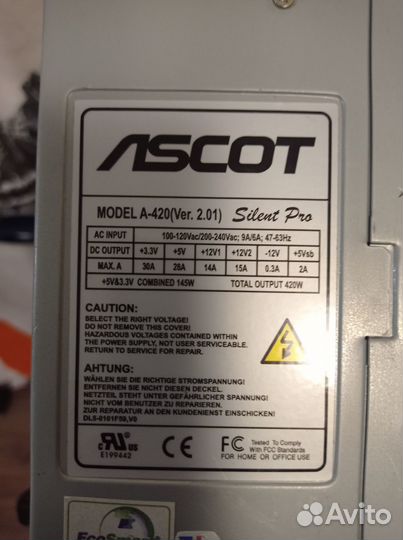 ASCOT
MODEL A-420(Ver. 2.01) Silent Pro
AC INPUT 100-120Vac/200-240Vac; 9A/6A; 47-63Hz
DC OUTPUT +3.3V +5V +12V1 +12V2 -12V +5Vsb
MAX. A 30A 28A 14A 15A 0.3A 2A
+5V&3.3V COMBINED 145W TOTAL OUTPUT 420W
CAUTION:
SELECT THE RIGHT VOLTAGE!
DO NOT REMOVE THIS COVER!
HAZARDOUS VOLTAGES CONTAINED WITHIN
THE POWER SUPPLY, NOT USER SERVICEABLE.
RETURN TO SERVICE FOR REPAIR.
AHTUNG:
WÄHLEN SIE DIE RICHTIGE STROMSPANNUNG!
ENTFERNEN SIE NICHT DIESEN DECKEL.
NETZTEIL STEHT UNTER GEFÄHRLICHER SPANNUNG!
NICHT VOM BENUTZER ZU REPARIEREN.
ZUR REPARATUR AN DEN KUNDENDIENST EINSCHICKEN!
DLS-0101F59,V0
c RU US
E199442
CE
FC Tested To Comply
With FCC Standards
FOR HOME OR OFFICE USE
EcoSmart
Avito